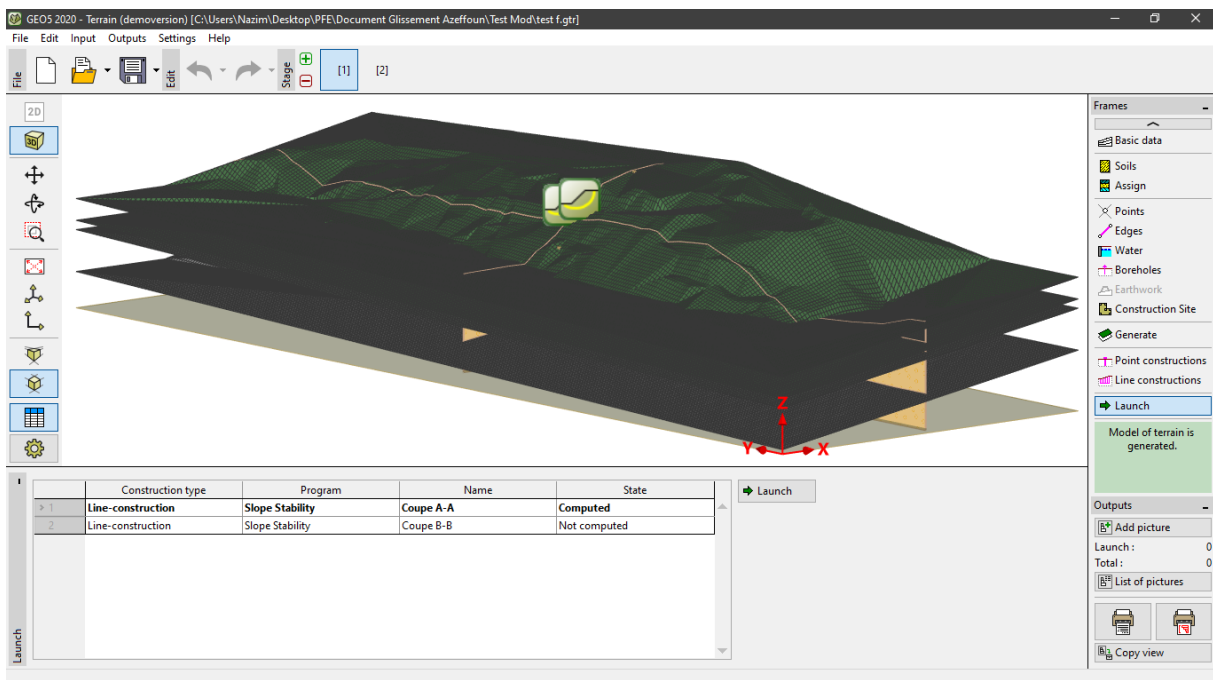 GEO5 2020 - Terrain (demoversion) [C:\Users\Nazim\Desktop\PFE\Document Glissement Azeffoun\Test Mod\test f.gtr]
File Edit Input Outputs Settings Help
File
Edit
Stage
[1]
[2]
2D
3D
Z
Y
X
Frames
Basic data
Soils
Assign
Points
Edges
Water
Boreholes
Earthwork
Construction Site
Generate
Point constructions
Line constructions
Launch
Model of terrain is
generated.
Construction type Program Name State
> 1 Line-construction Slope Stability Coupe A-A Computed
2 Line-construction Slope Stability Coupe B-B Not computed
Launch
Launch
Outputs
Add picture
Launch : 0
Total : 0
List of pictures
Copy view